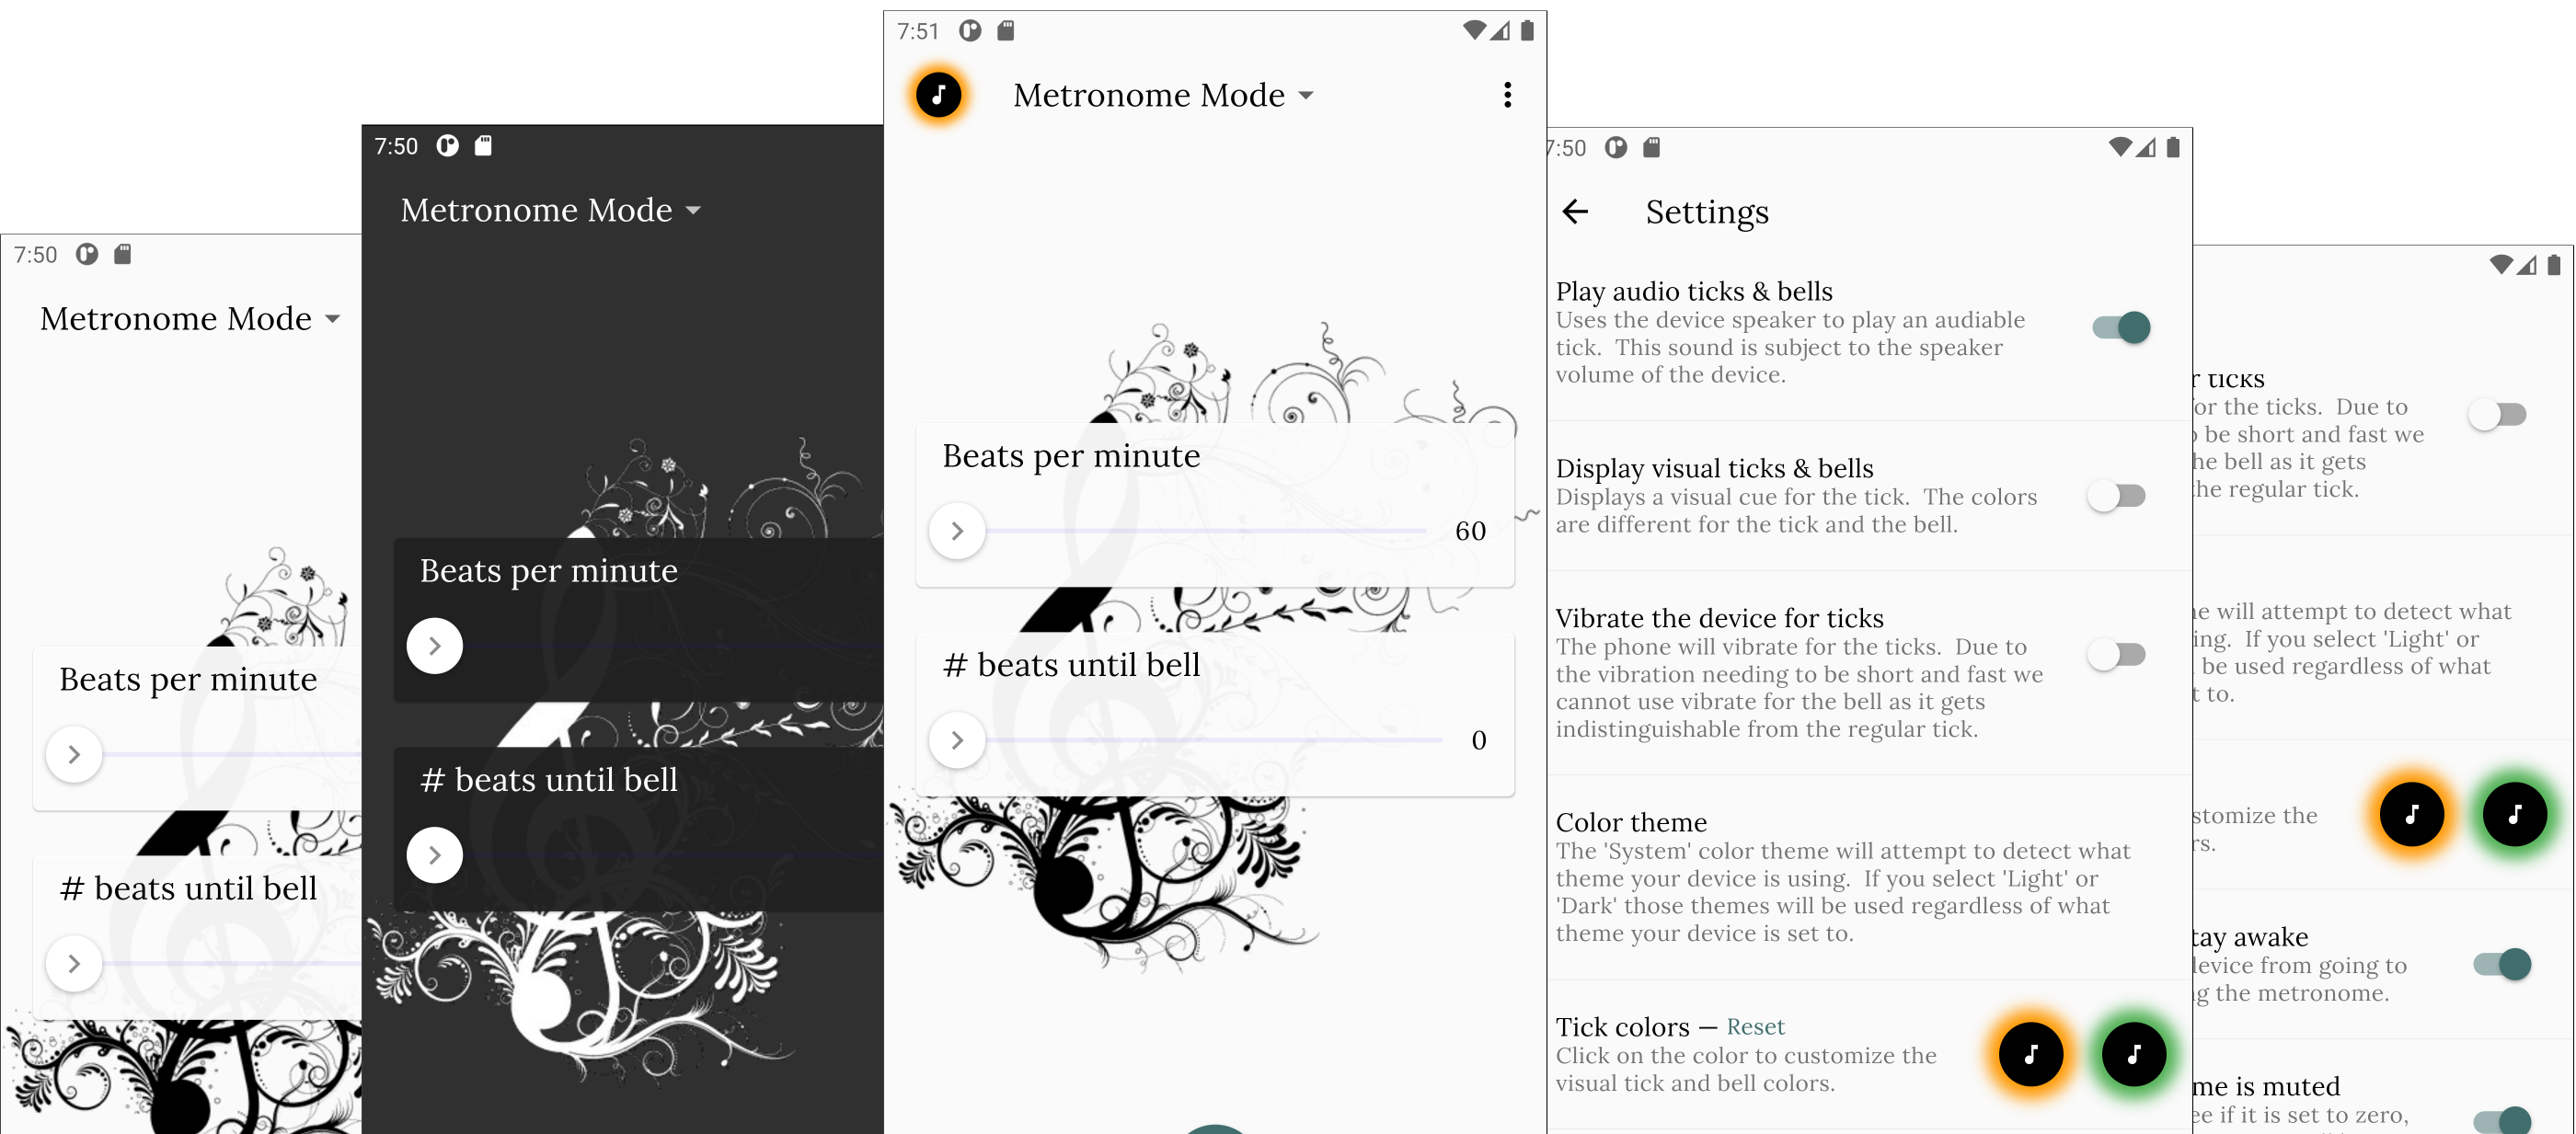 7:50
Metronome Mode
Beats per minute
# beats until bell
7:50
Metronome Mode
Beats per minute
# beats until bell
7:51
Metronome Mode
Beats per minute
60
# beats until bell
0
7:50
Settings
Play audio ticks & bells
Uses the device speaker to play an audiable
tick.  This sound is subject to the speaker
volume of the device.
Display visual ticks & bells
Displays a visual cue for the tick.  The colors
are different for the tick and the bell.
Vibrate the device for ticks
The phone will vibrate for the ticks.  Due to
the vibration needing to be short and fast we
cannot use vibrate for the bell as it gets
indistinguishable from the regular tick.
Color theme
The 'System' color theme will attempt to detect what
theme your device is using.  If you select 'Light' or
'Dark' those themes will be used regardless of what
theme your device is set to.
Tick colors — Reset
Click on the color to customize the
visual tick and bell colors.
r ticks
or the ticks.  Due to
be short and fast we
he bell as it gets
the regular tick.
e will attempt to detect what
ing.  If you select 'Light' or
be used regardless of what
t to.
stomize the
rs.
tay awake
evice from going to
g the metronome.
me is muted
ee if it is set to zero,